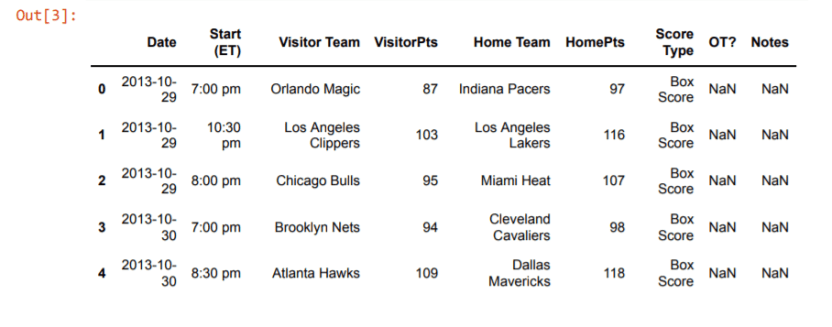 Out[3]:
Date Start (ET) Visitor Team VisitorPts Home Team HomePts Score Type OT? Notes
0 2013-10-29 7:00 pm Orlando Magic 87 Indiana Pacers 97 Box Score NaN NaN
1 2013-10-29 10:30 pm Los Angeles Clippers 103 Los Angeles Lakers 116 Box Score NaN NaN
2 2013-10-29 8:00 pm Chicago Bulls 95 Miami Heat 107 Box Score NaN NaN
3 2013-10-30 7:00 pm Brooklyn Nets 94 Cleveland Cavaliers 98 Box Score NaN NaN
4 2013-10-30 8:30 pm Atlanta Hawks 109 Dallas Mavericks 118 Box Score NaN NaN